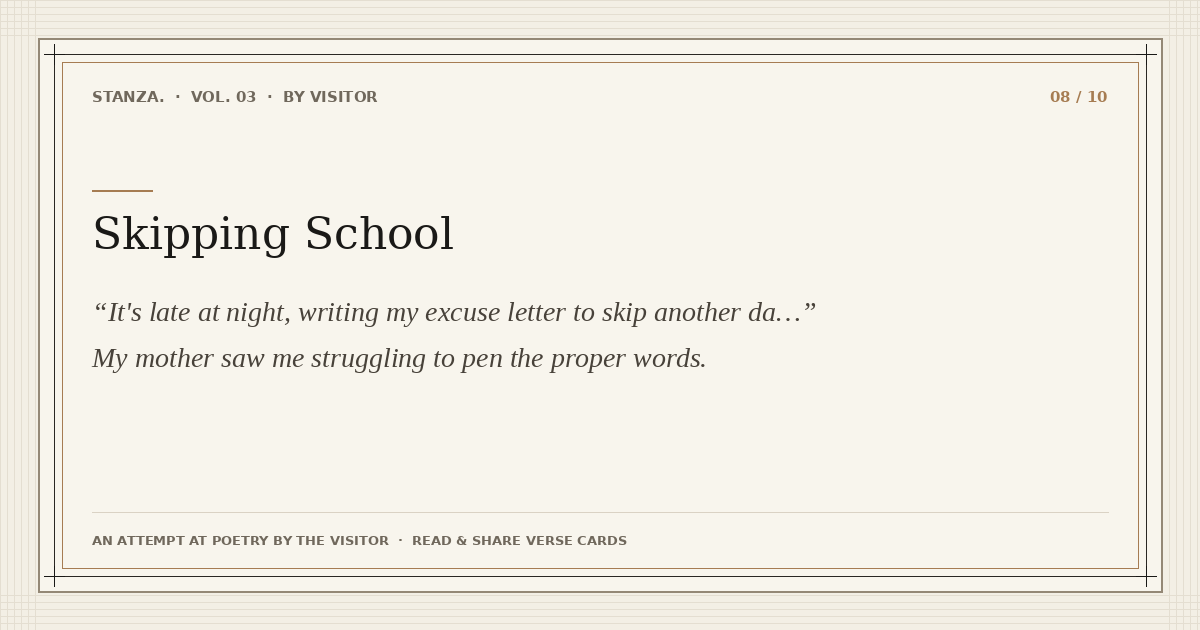 STANZA. · VOL. 03 · BY VISITOR
08 / 10
Skipping School
“It's late at night, writing my excuse letter to skip another da…”
My mother saw me struggling to pen the proper words.
AN ATTEMPT AT POETRY BY THE VISITOR · READ & SHARE VERSE CARDS